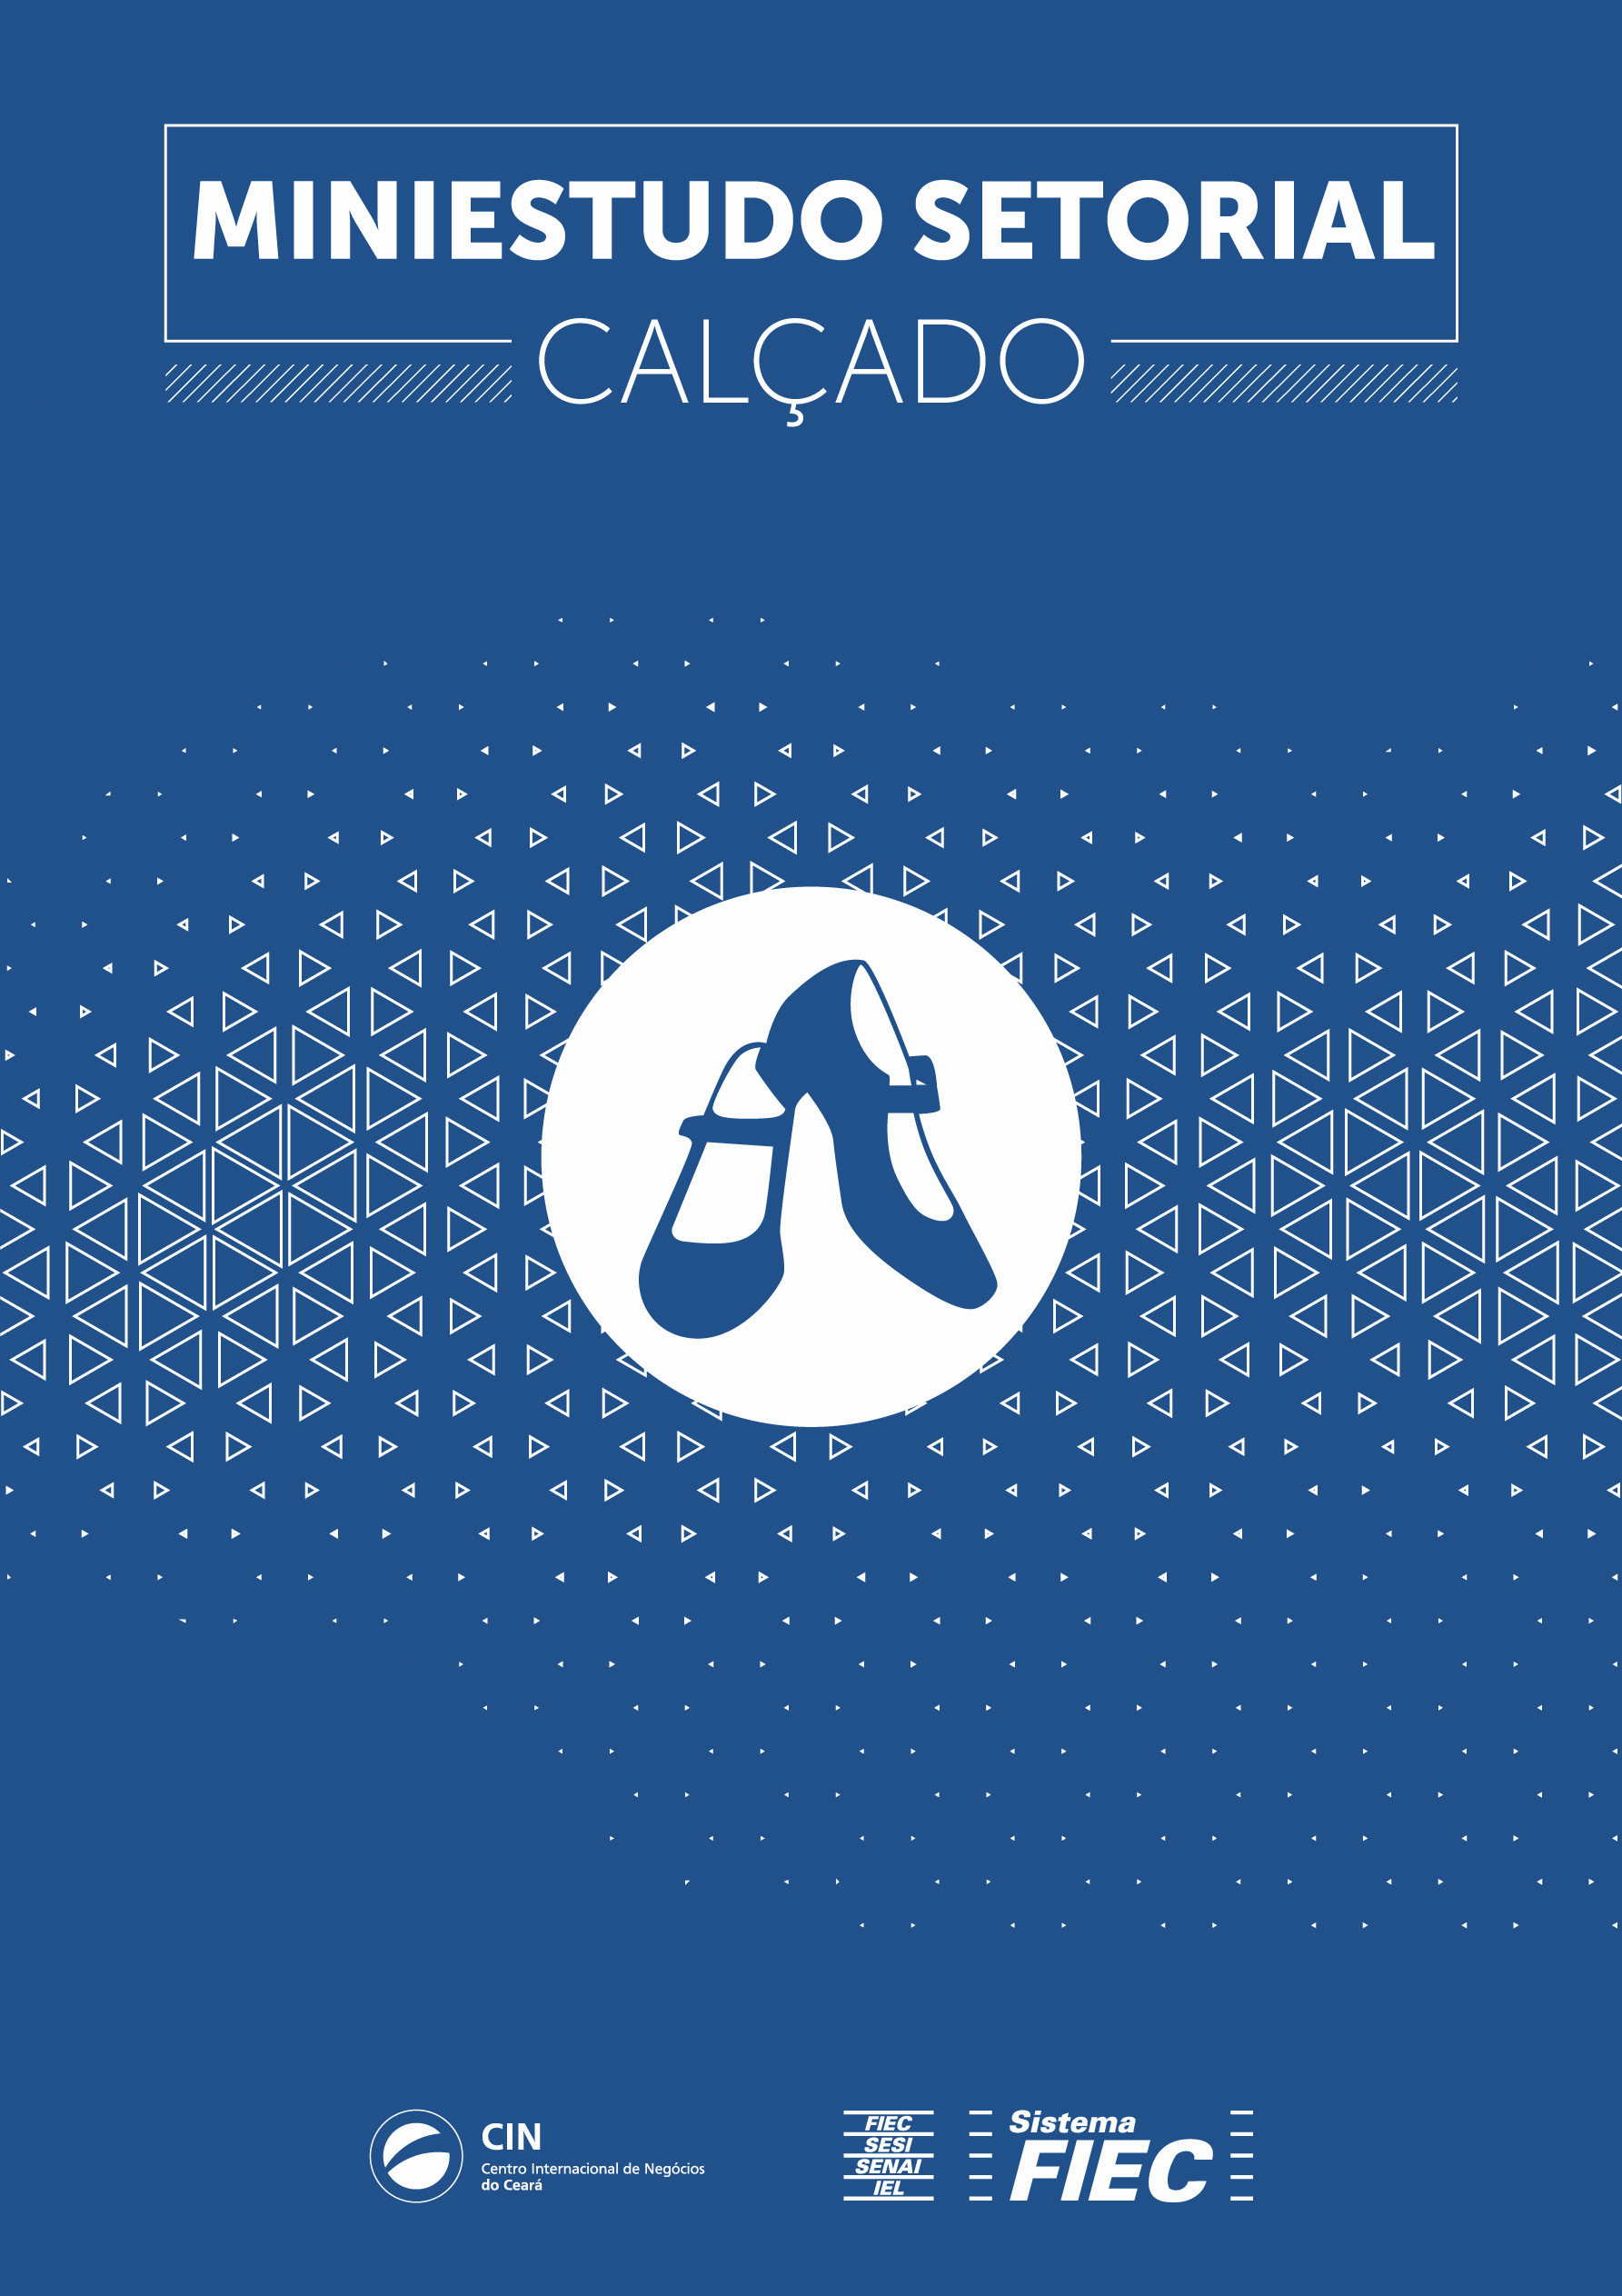 MINIESTUDO SETORIAL
CALÇADO
CIN
Centro Internacional de Negócios
do Ceará
FIEC
SESI
SENAI
IEL
Sistema
FIEC